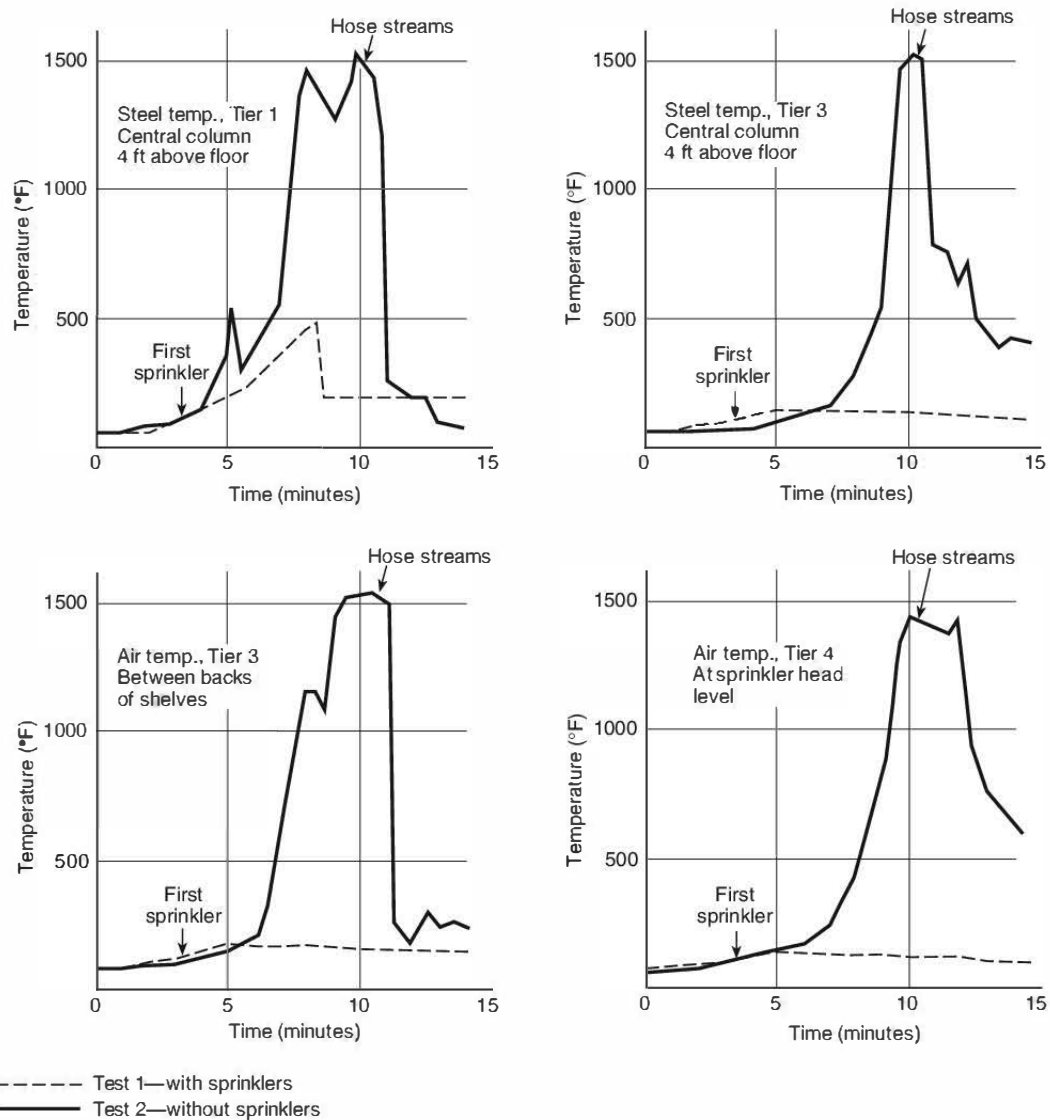 Hose streams
1500
Steel temp., Tier 1
Central column
4 ft above floor
1000
Temperature (°F)
500
First
sprinkler
0
5
10
15
Time (minutes)
Hose streams
1500
Steel temp., Tier 3
Central column
4 ft above floor
1000
Temperature (°F)
500
First
sprinkler
0
5
10
15
Time (minutes)
Hose streams
1500
Air temp., Tier 3
Between backs
of shelves
1000
Temperature (°F)
500
First
sprinkler
0
5
10
15
Time (minutes)
Hose streams
1500
Air temp., Tier 4
At sprinkler head
level
1000
Temperature (°F)
500
First
sprinkler
0
5
10
15
Time (minutes)
Test 1—with sprinklers
Test 2—without sprinklers